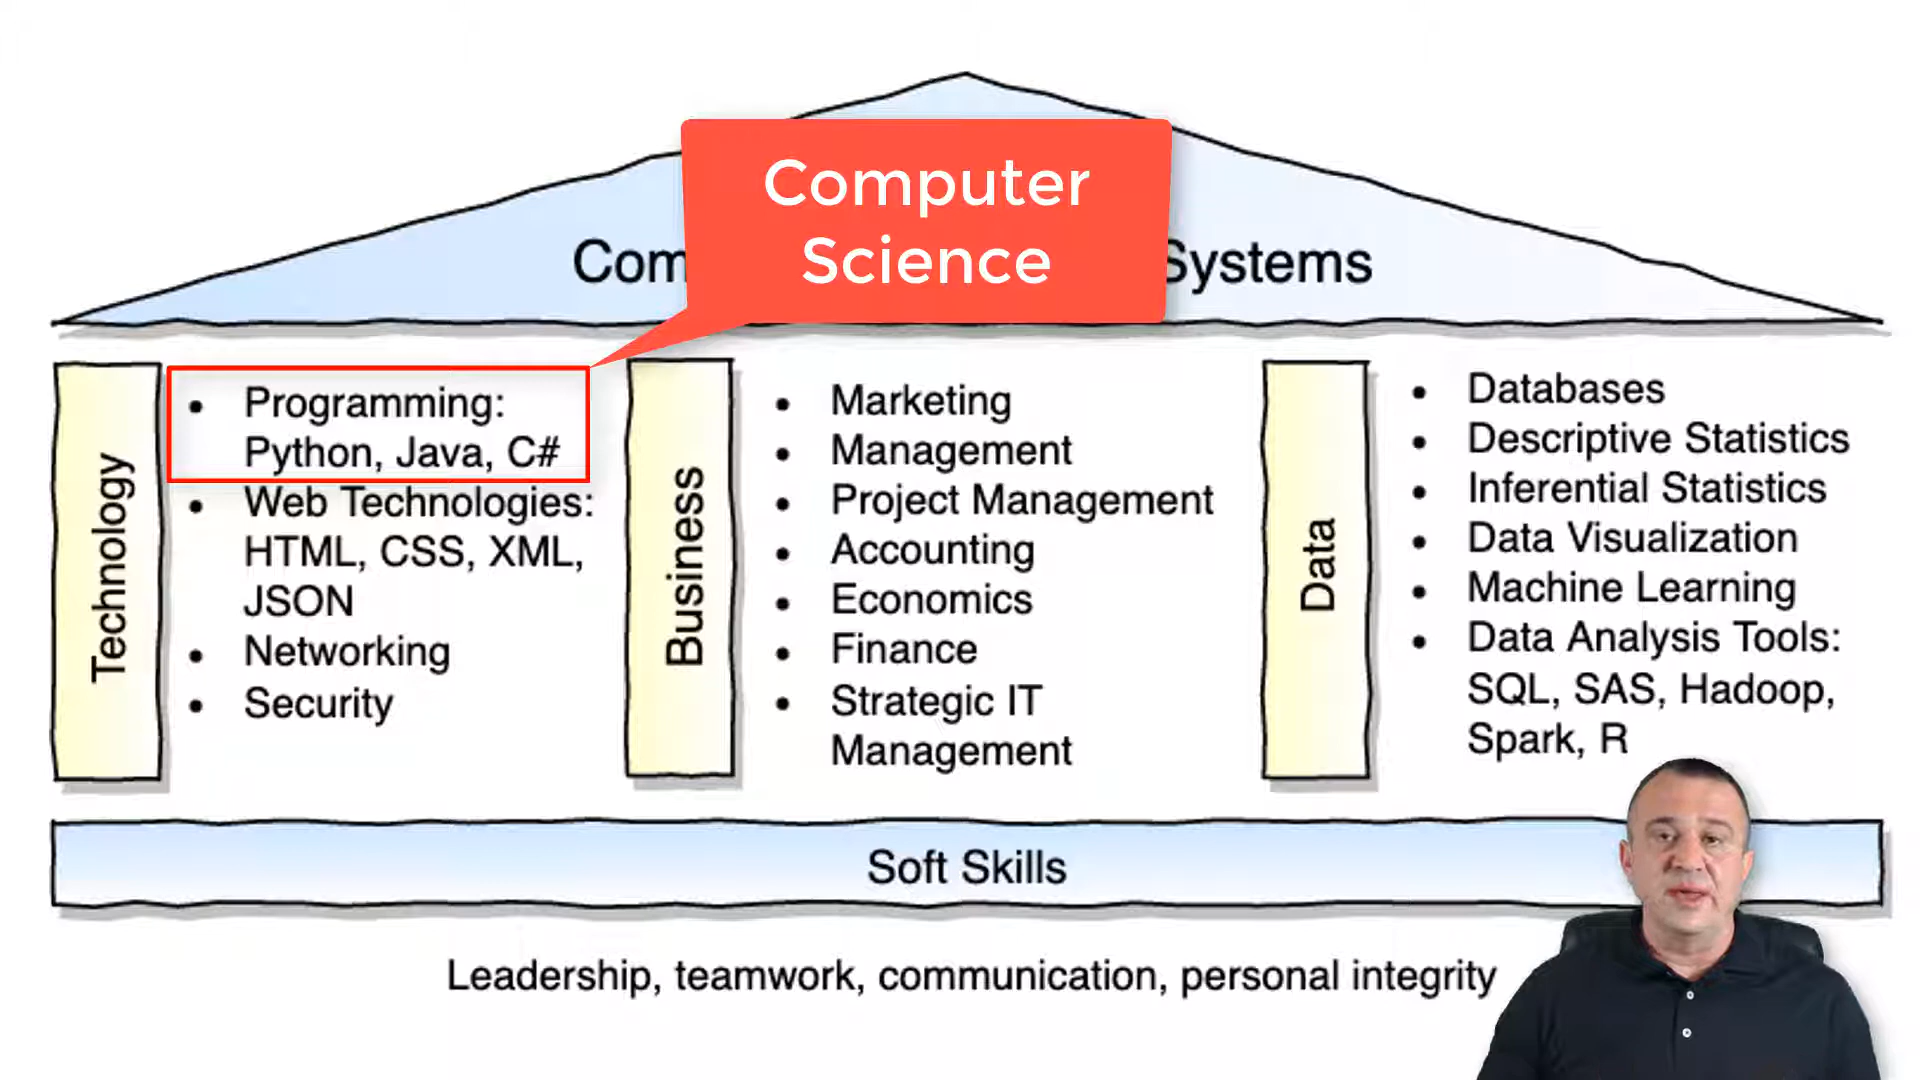 Computer
Science
Com
Systems
Technology
• Programming:
Python, Java, C#
• Web Technologies:
HTML, CSS, XML,
JSON
• Networking
• Security
Business
• Marketing
• Management
• Project Management
• Accounting
• Economics
• Finance
• Strategic IT
Management
Data
• Databases
• Descriptive Statistics
• Inferential Statistics
• Data Visualization
• Machine Learning
• Data Analysis Tools:
SQL, SAS, Hadoop,
Spark, R
Soft Skills
Leadership, teamwork, communication, personal integrity